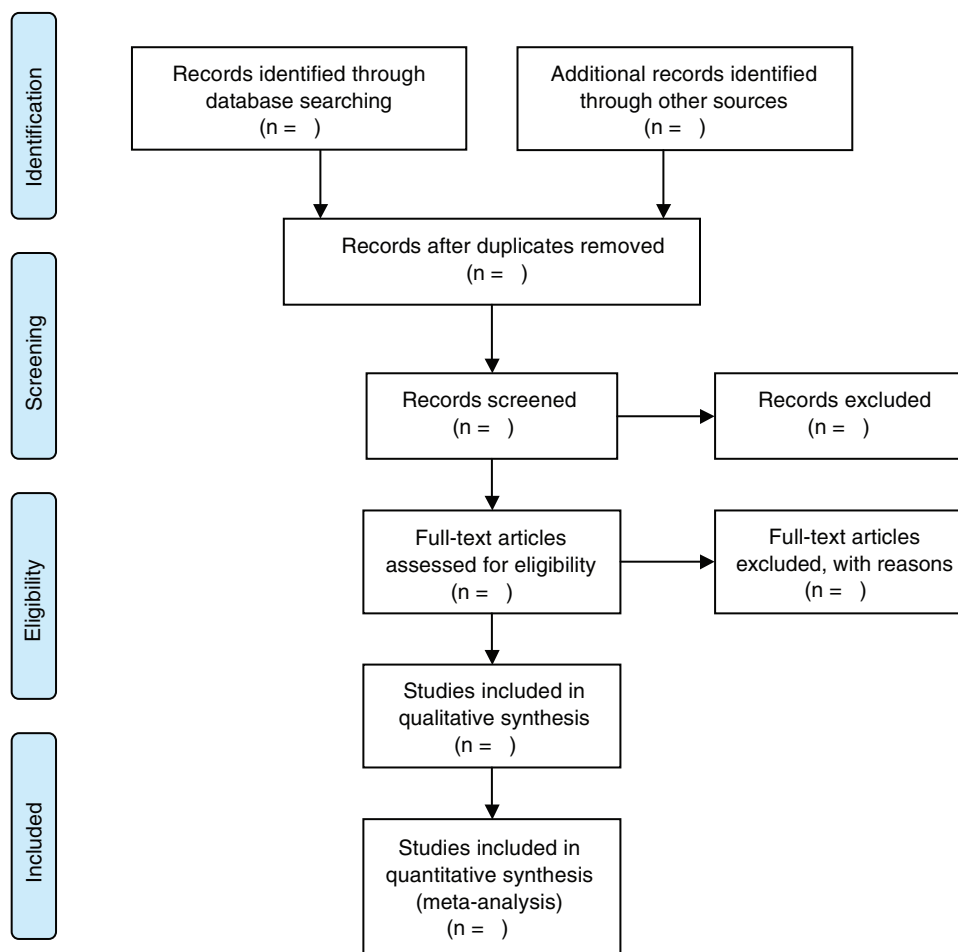 Identification
Records identified through
database searching
(n = )
Additional records identified
through other sources
(n = )
Records after duplicates removed
(n = )
Screening
Records screened
(n = )
Records excluded
(n = )
Eligibility
Full-text articles
assessed for eligibility
(n = )
Full-text articles
excluded, with reasons
(n = )
Studies included in
qualitative synthesis
(n = )
Included
Studies included in
quantitative synthesis
(meta-analysis)
(n = )